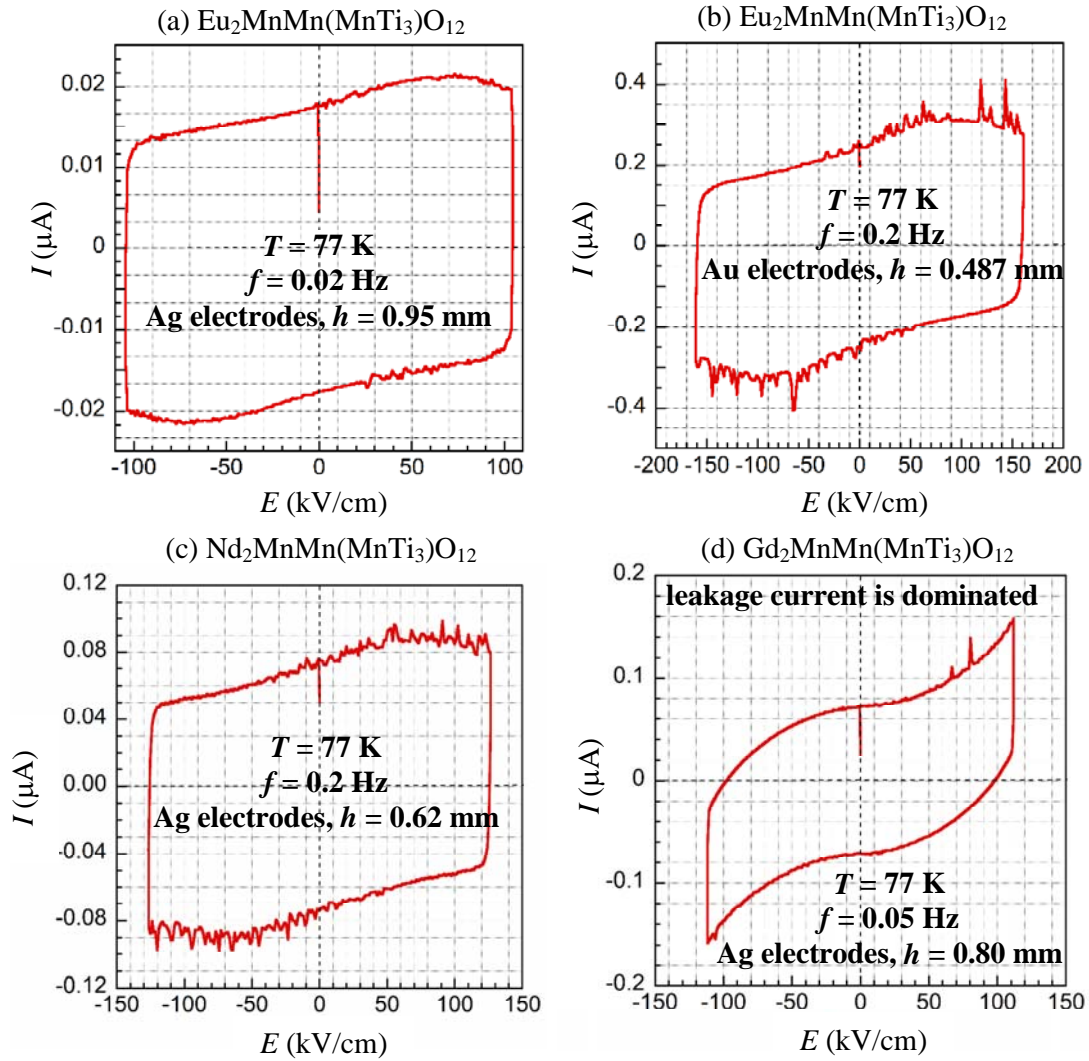 (a) Eu₂MnMn(MnTi₃)O₁₂
0.02
0.01
0
-0.01
-0.02
I (μA)
T = 77 K
f = 0.02 Hz
Ag electrodes, h = 0.95 mm
-100 -50 0 50 100
E (kV/cm)
(b) Eu₂MnMn(MnTi₃)O₁₂
0.4
0.2
0
-0.2
-0.4
I (μA)
T = 77 K
f = 0.2 Hz
Au electrodes, h = 0.487 mm
-200 -150 -100 -50 0 50 100 150 200
E (kV/cm)
(c) Nd₂MnMn(MnTi₃)O₁₂
0.12
0.08
0.04
0.00
-0.04
-0.08
-0.12
I (μA)
T = 77 K
f = 0.2 Hz
Ag electrodes, h = 0.62 mm
-150 -100 -50 0 50 100 150
E (kV/cm)
(d) Gd₂MnMn(MnTi₃)O₁₂
leakage current is dominated
0.2
0.1
0
-0.1
-0.2
I (μA)
T = 77 K
f = 0.05 Hz
Ag electrodes, h = 0.80 mm
-150 -100 -50 0 50 100 150
E (kV/cm)